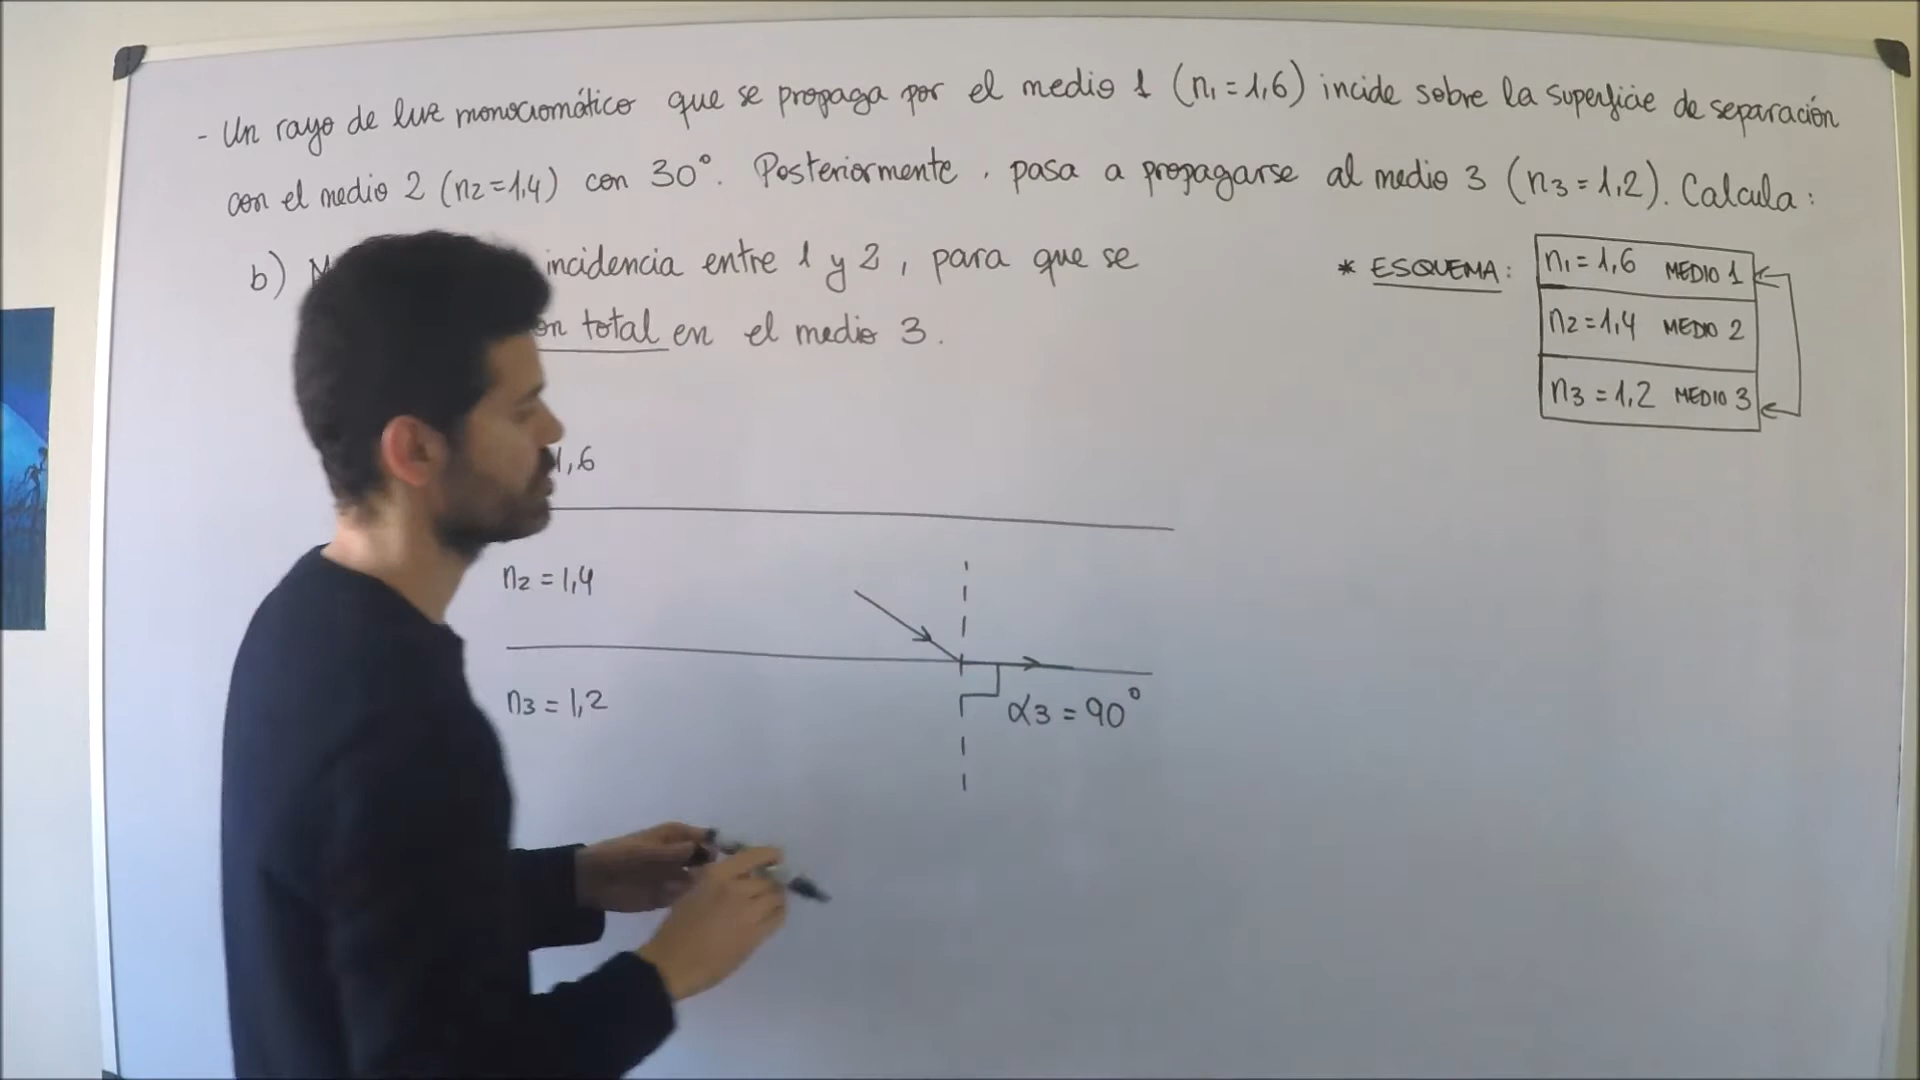 - Un rayo de luz monocromático que se propaga por el medio 1 (n1 = 1,6) incide sobre la superficie de separación
con el medio 2 (n2 = 1,4) con 30°. Posteriormente, pasa a propagarse al medio 3 (n3 = 1,2). Calcula:
b) incidencia entre 1 y 2, para que se
total en el medio 3.
* ESQUEMA:
n1 = 1,6 MEDIO 1
n2 = 1,4 MEDIO 2
n3 = 1,2 MEDIO 3
1,6
n2 = 1,4
n3 = 1,2
α3 = 90°